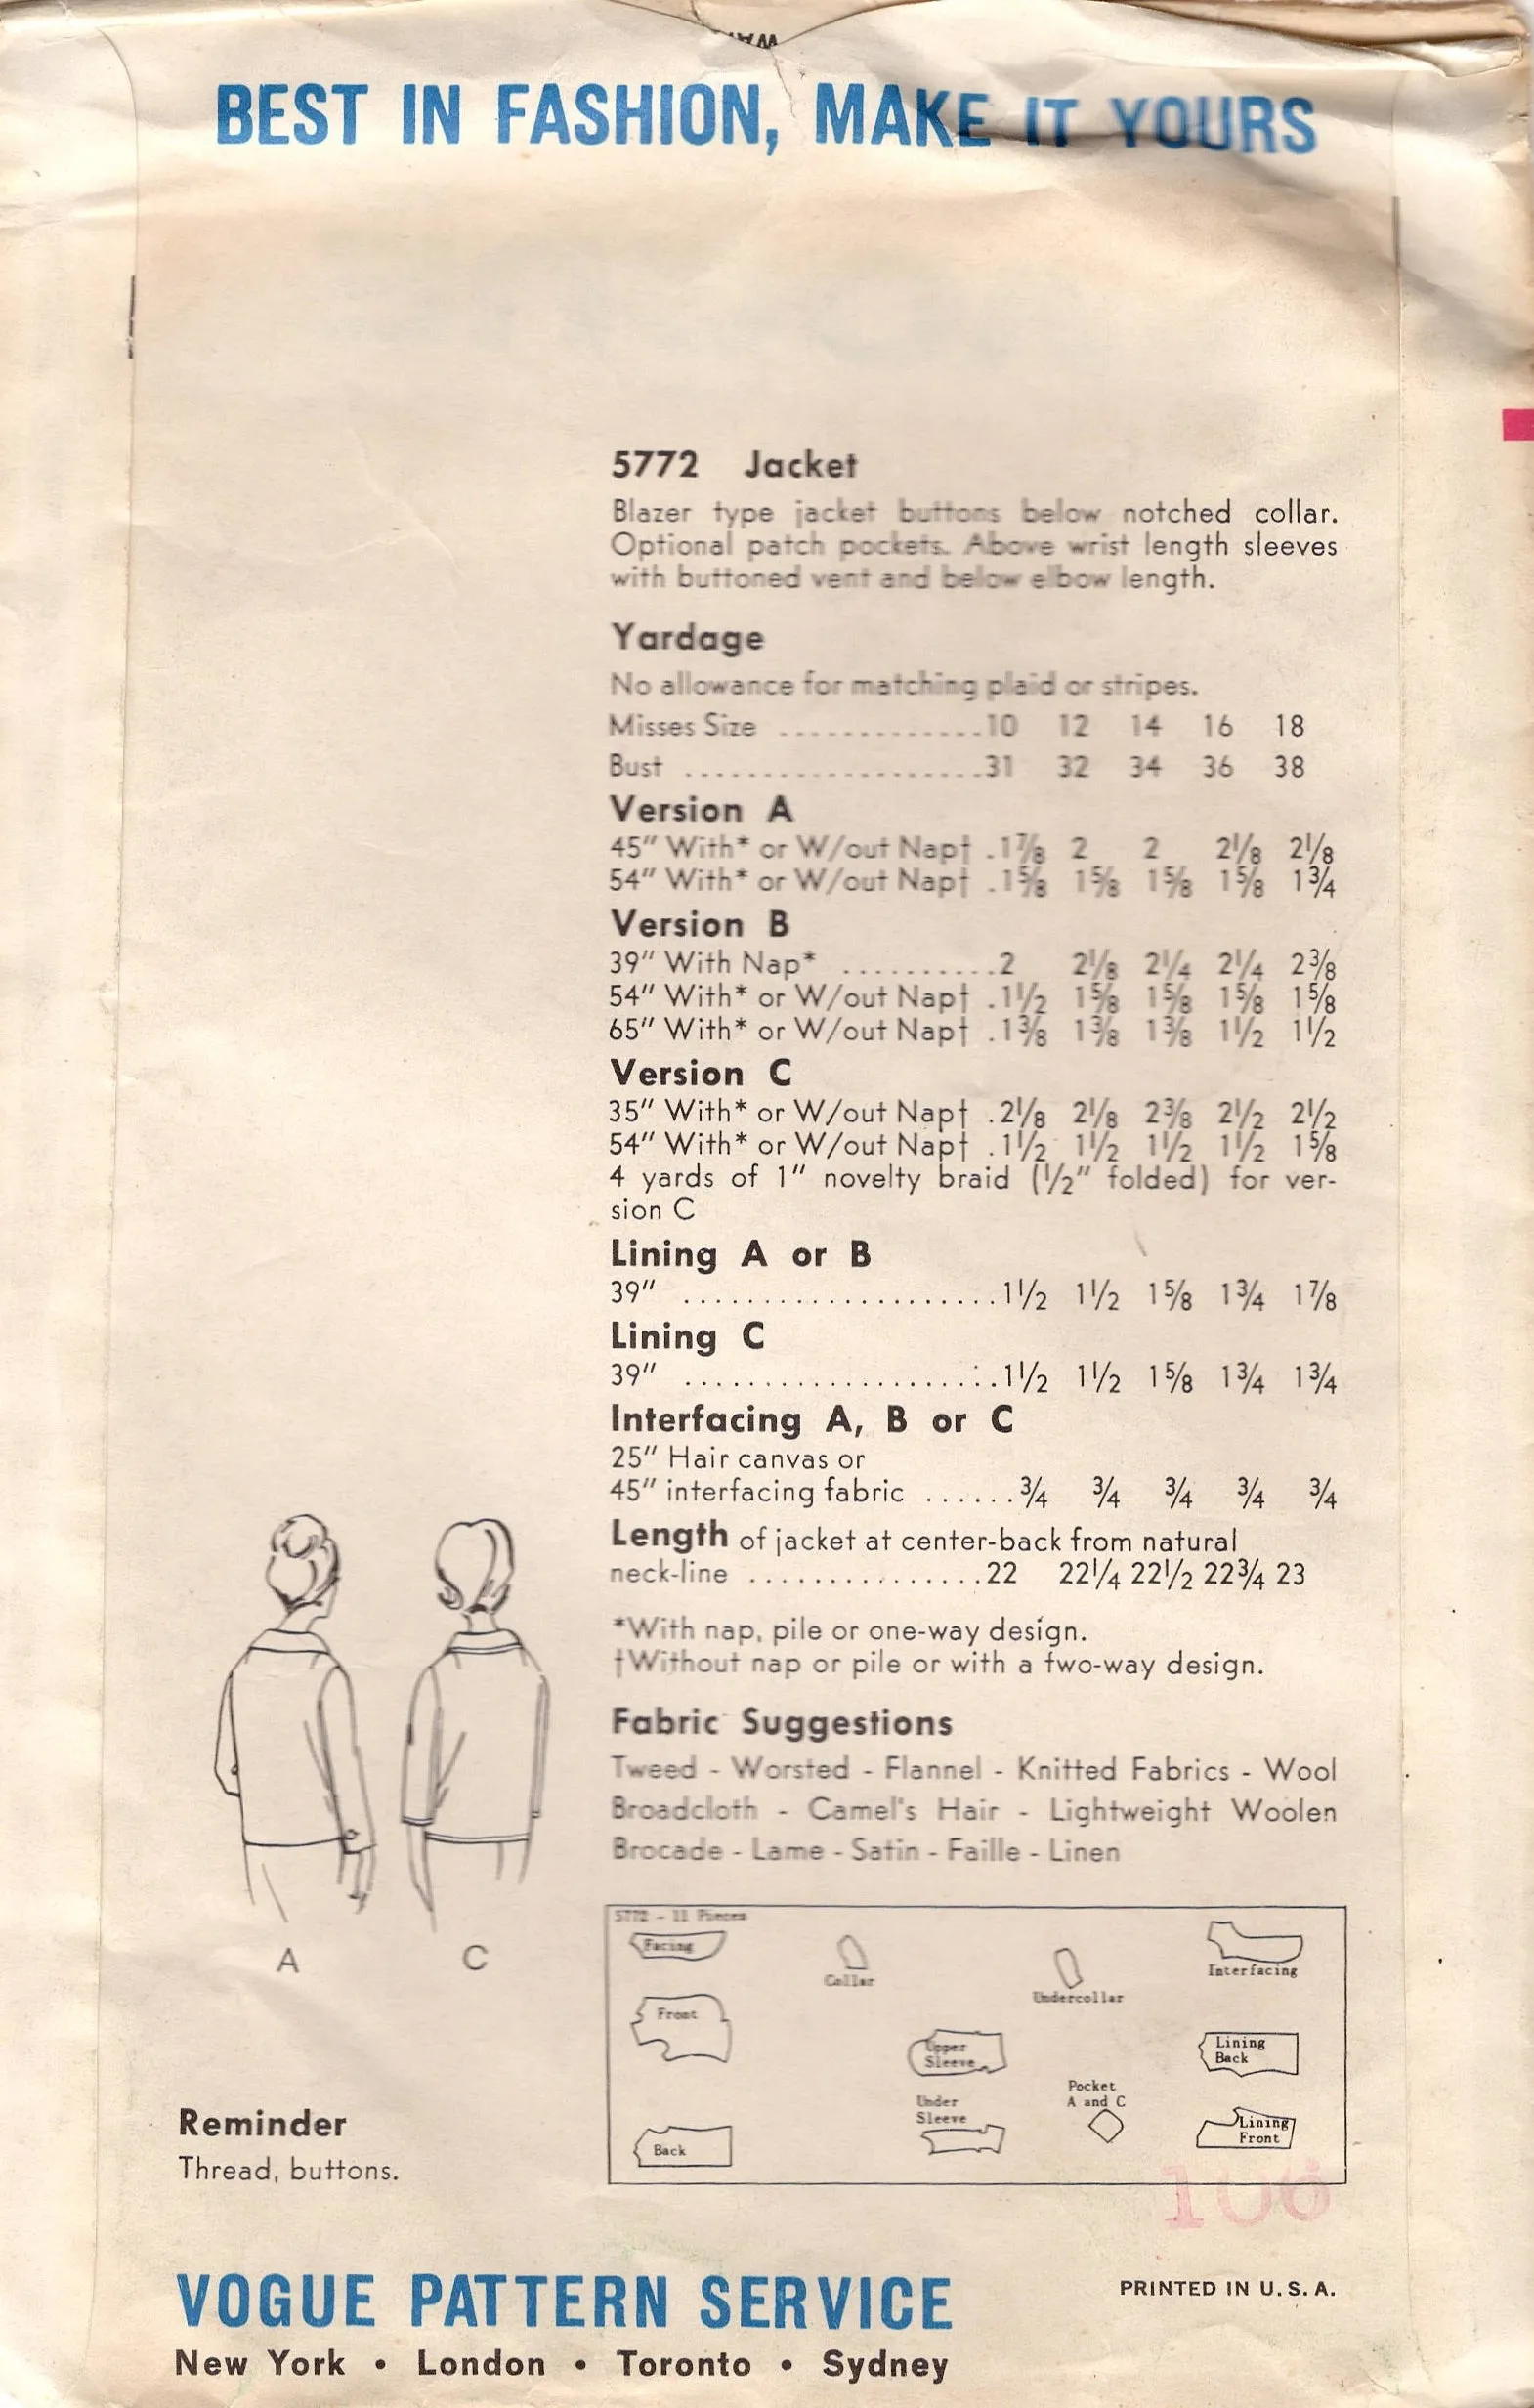 BEST IN FASHION, MAKE IT YOURS
5772 Jacket
Blazer type jacket buttons below notched collar.
Optional patch pockets. Above wrist length sleeves
with buttoned vent and below elbow length.
Yardage
No allowance for matching plaid or stripes.
Misses Size .............10 12 14 16 18
Bust ...................31 32 34 36 38
Version A
45" With* or W/out Nap† .1⅞ 2 2 2⅛ 2⅛
54" With* or W/out Nap† .1⅝ 1⅝ 1⅝ 1⅝ 1¾
Version B
39" With Nap* ..........2 2⅛ 2¼ 2¼ 2⅜
54" With* or W/out Nap† .1½ 1⅝ 1⅝ 1⅝ 1⅝
65" With* or W/out Nap† .1⅜ 1⅜ 1⅜ 1½ 1½
Version C
35" With* or W/out Nap† .2⅛ 2⅛ 2⅜ 2½ 2½
54" With* or W/out Nap† .1½ 1½ 1½ 1½ 1⅝
4 yards of 1" novelty braid (½" folded) for ver-
sion C
Lining A or B
39" ....................1½ 1½ 1⅝ 1¾ 1⅞
Lining C
39" ....................1½ 1½ 1⅝ 1¾ 1¾
Interfacing A, B or C
25" Hair canvas or
45" interfacing fabric ......¾ ¾ ¾ ¾ ¾
Length of jacket at center-back from natural
neck-line ...............22 22¼ 22½ 22¾ 23
*With nap, pile or one-way design.
†Without nap or pile or with a two-way design.
Fabric Suggestions
Tweed - Worsted - Flannel - Knitted Fabrics - Wool
Broadcloth - Camel's Hair - Lightweight Woolen
Brocade - Lame - Satin - Faille - Linen
A C
5772 - 11 Pieces
Facing
Collar
Undercollar
Interfacing
Front
Upper
Sleeve
Lining
Back
Under
Sleeve
Pocket
A and C
Lining
Front
Back
Reminder
Thread, buttons.
106
VOGUE PATTERN SERVICE
PRINTED IN U.S.A.
New York • London • Toronto • Sydney